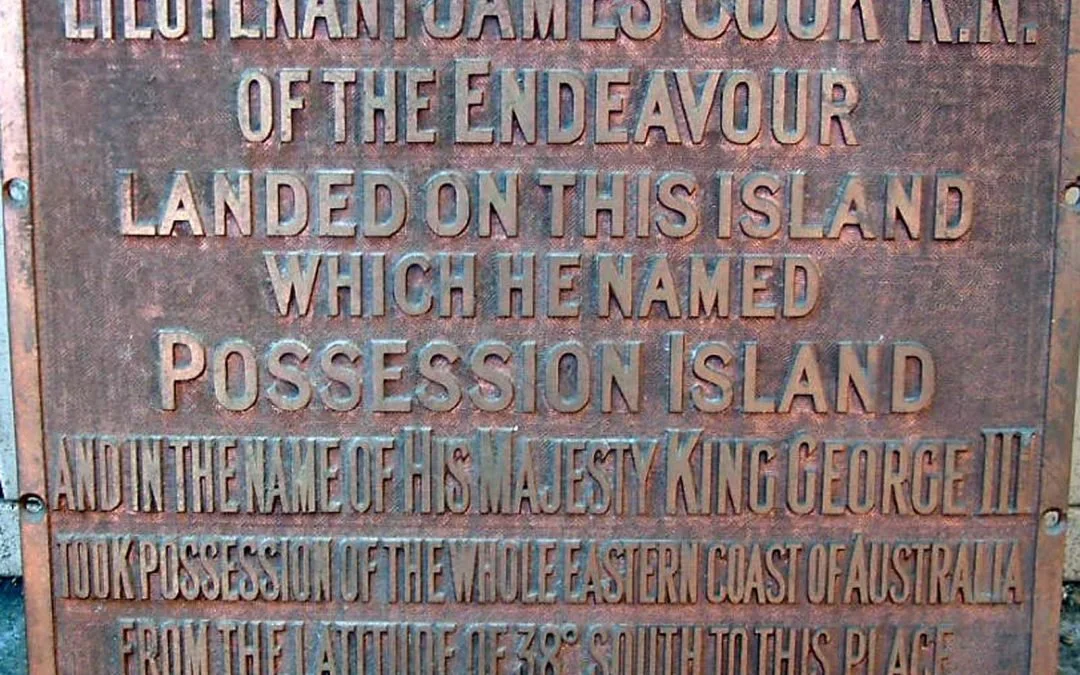 LIEUTENANT JAMES COOK R.N.
OF THE ENDEAVOUR
LANDED ON THIS ISLAND
WHICH HE NAMED
POSSESSION ISLAND
AND IN THE NAME OF HIS MAJESTY KING GEORGE III
TOOK POSSESSION OF THE WHOLE EASTERN COAST OF AUSTRALIA
FROM THE LATITUDE OF 38° SOUTH TO THIS PLACE